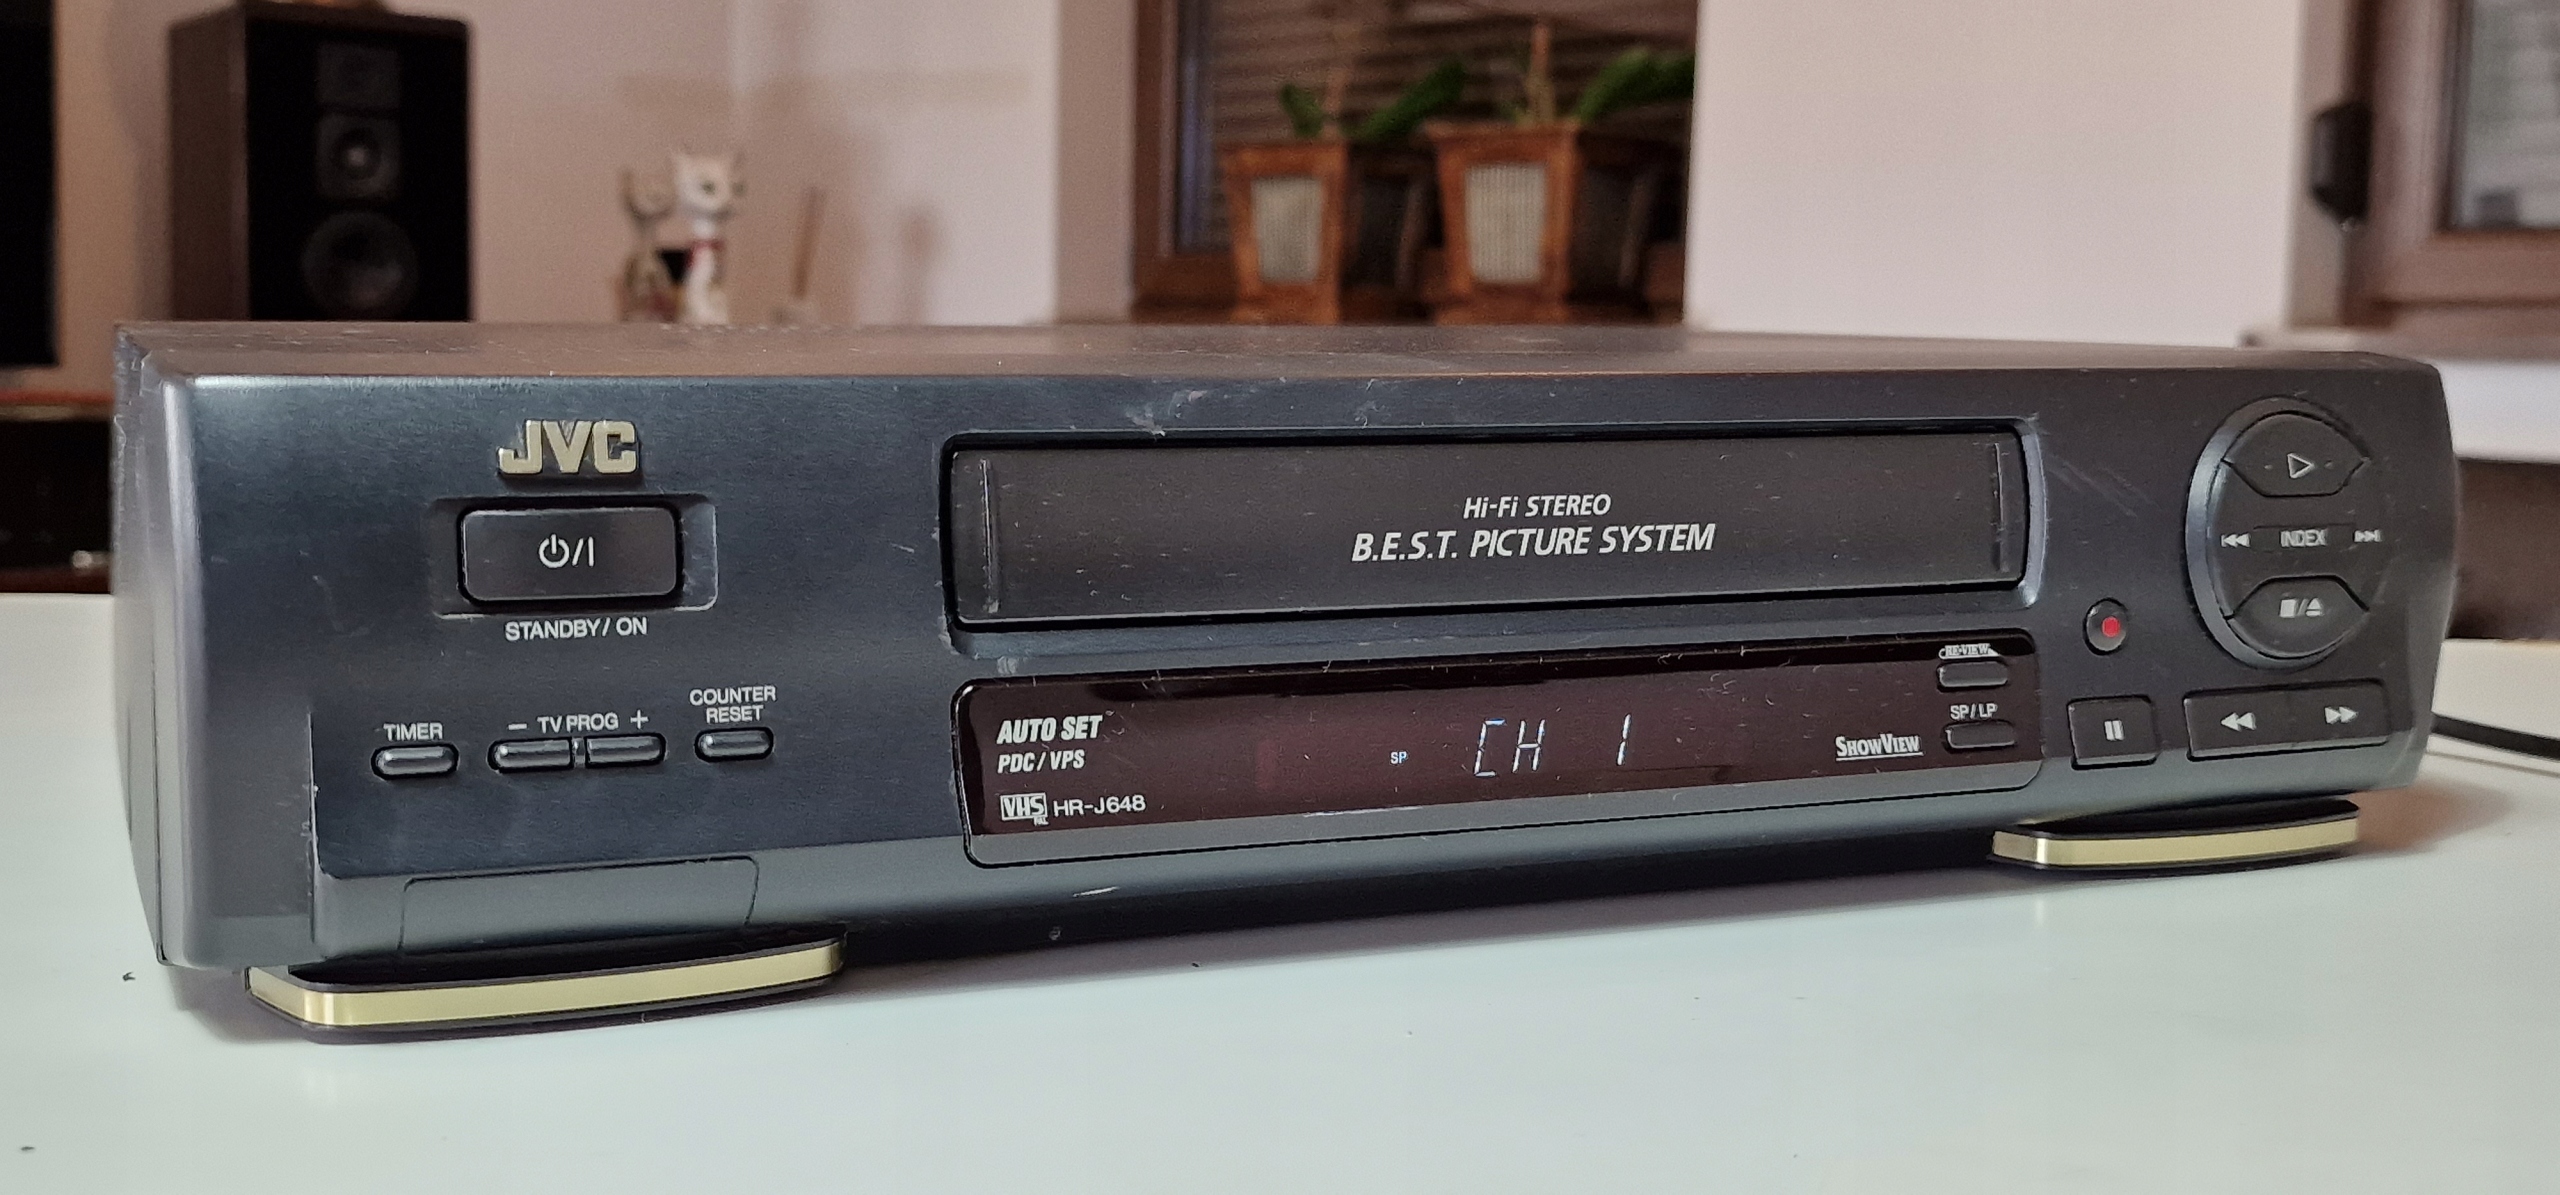 JVC
⏻/I
STANDBY/ ON
TIMER
− TV PROG +
COUNTER
RESET
Hi-Fi STEREO
B.E.S.T. PICTURE SYSTEM
AUTO SET
PDC/VPS
VHS
PAL
HR-J648
SP
CH 1
SHOWVIEW
RE-VIEW
SP/LP
INDEX